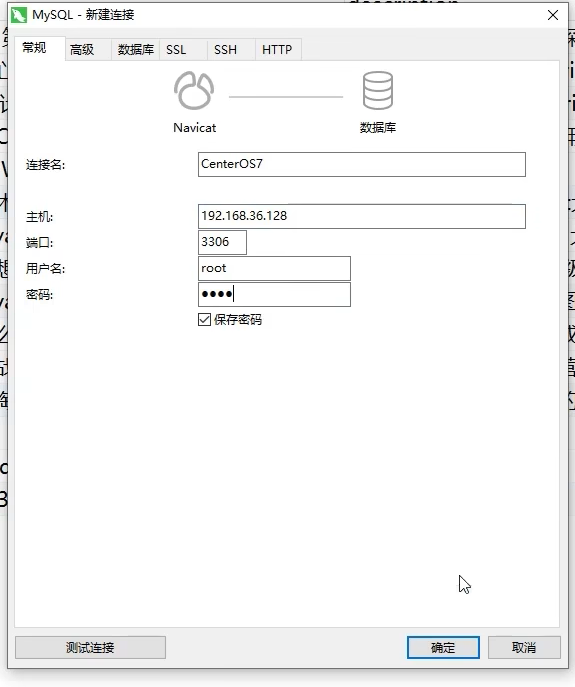 MySQL - 新建连接
常规 高级 数据库 SSL SSH HTTP
Navicat 数据库
连接名: CenterOS7
主机: 192.168.36.128
端口: 3306
用户名: root
密码: ●●●●
保存密码
测试连接 确定 取消